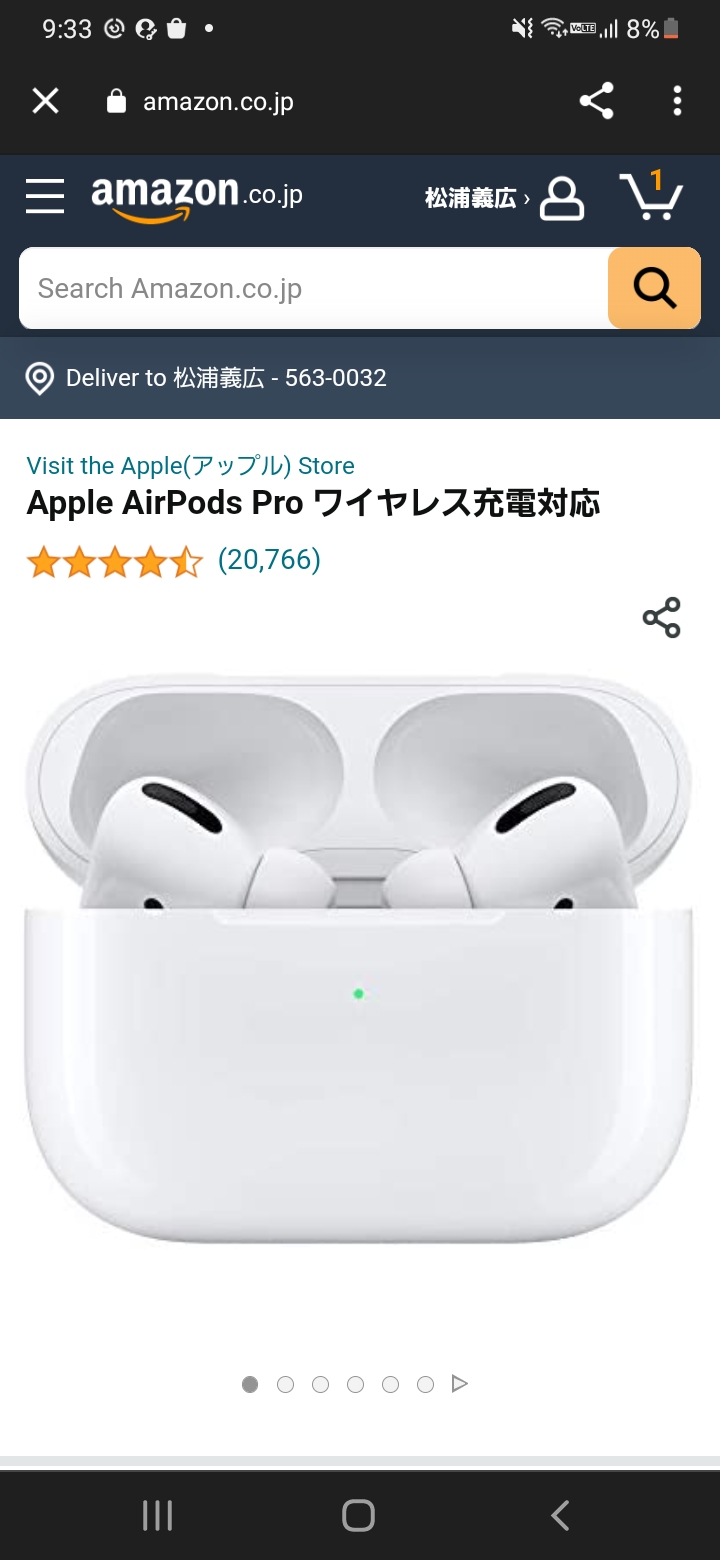 9:33 VoLTE 8%
amazon.co.jp
amazon.co.jp 松浦義広 › 1
Search Amazon.co.jp
Deliver to 松浦義広 - 563-0032
Visit the Apple(アップル) Store
Apple AirPods Pro ワイヤレス充電対応
(20,766)